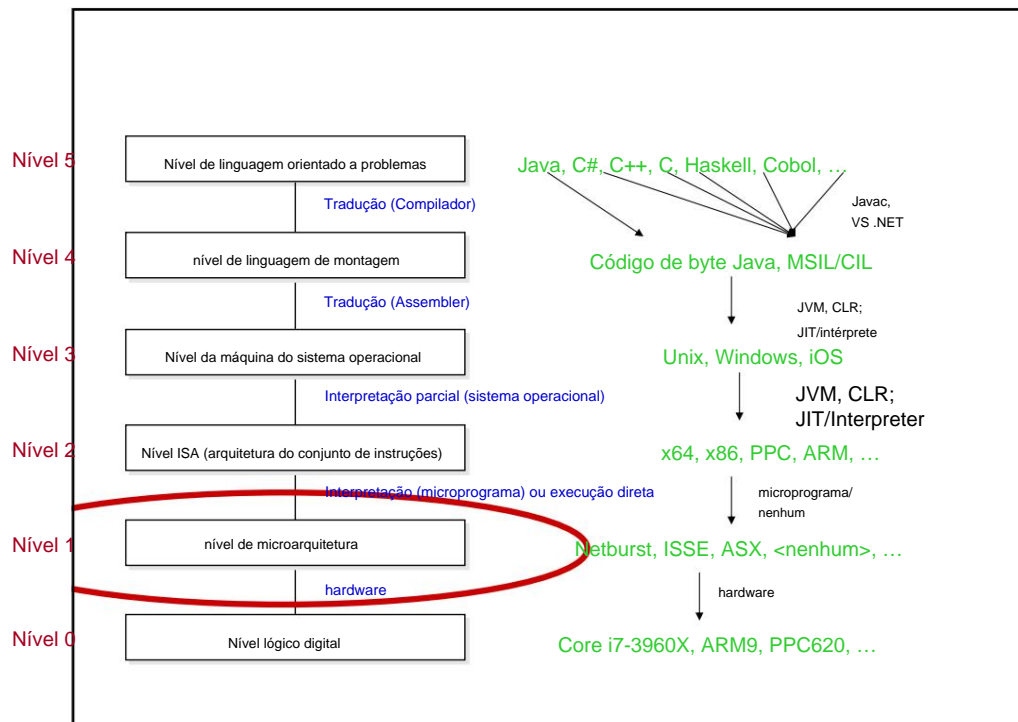 Nível 5
Nível de linguagem orientado a problemas
Java, C#, C++, C, Haskell, Cobol, …
Tradução (Compilador)
Javac,
VS .NET
Nível 4
nível de linguagem de montagem
Código de byte Java, MSIL/CIL
Tradução (Assembler)
JVM, CLR;
JIT/intérprete
Nível 3
Nível da máquina do sistema operacional
Unix, Windows, iOS
Interpretação parcial (sistema operacional)
JVM, CLR;
JIT/Interpreter
Nível 2
Nível ISA (arquitetura do conjunto de instruções)
x64, x86, PPC, ARM, …
Interpretação (microprograma) ou execução direta
microprograma/
nenhum
Nível 1
nível de microarquitetura
Netburst, ISSE, ASX, <nenhum>, …
hardware
hardware
Nível 0
Nível lógico digital
Core i7-3960X, ARM9, PPC620, …